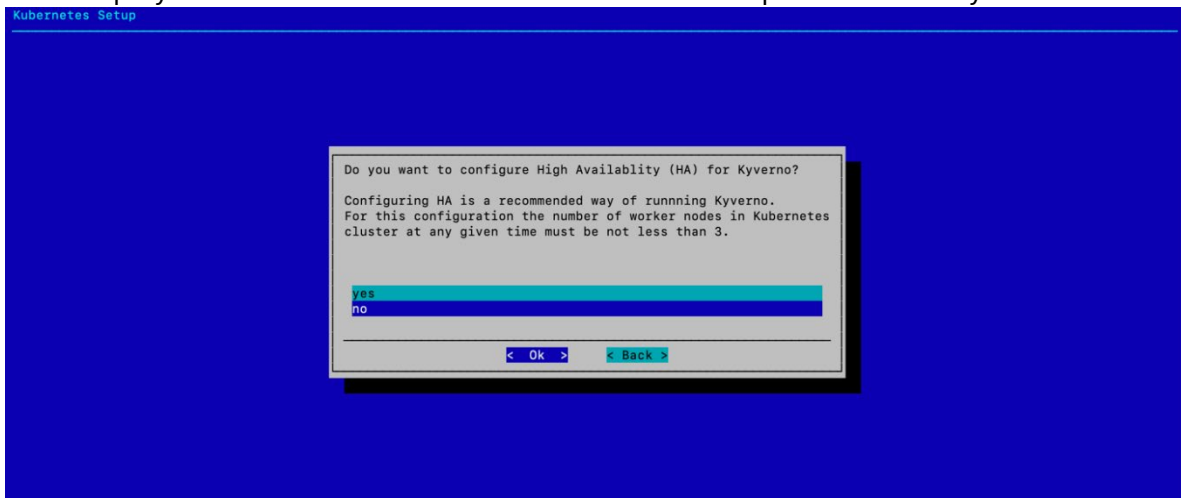 Kubernetes Setup
Do you want to configure High Availablity (HA) for Kyverno?
Configuring HA is a recommended way of runnning Kyverno.
For this configuration the number of worker nodes in Kubernetes
cluster at any given time must be not less than 3.
yes
no
< Ok > < Back >